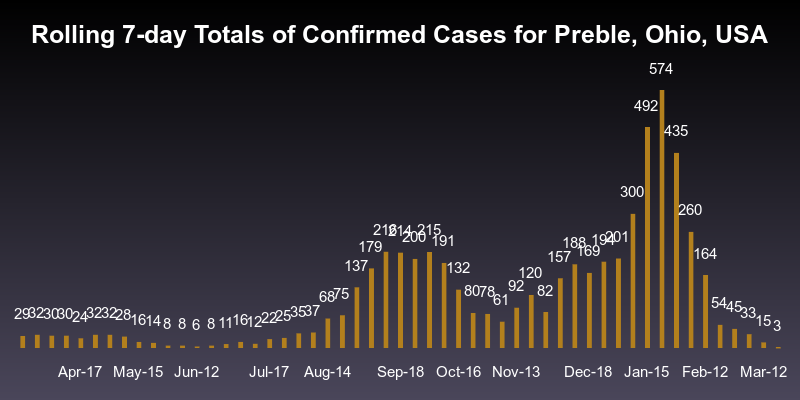 Rolling 7-day Totals of Confirmed Cases for Preble, Ohio, USA
574
492
435
300
260
216 214 200 215 191
179
188 169 194 201
157
164
137
132
120
80 78 61 92 82
68 75
54 45 33 15 3
29 32 30 30 24 32 32 28 16 14 8 8 6 8 11 16 12 22 25 35 37
Apr-17 May-15 Jun-12 Jul-17 Aug-14 Sep-18 Oct-16 Nov-13 Dec-18 Jan-15 Feb-12 Mar-12